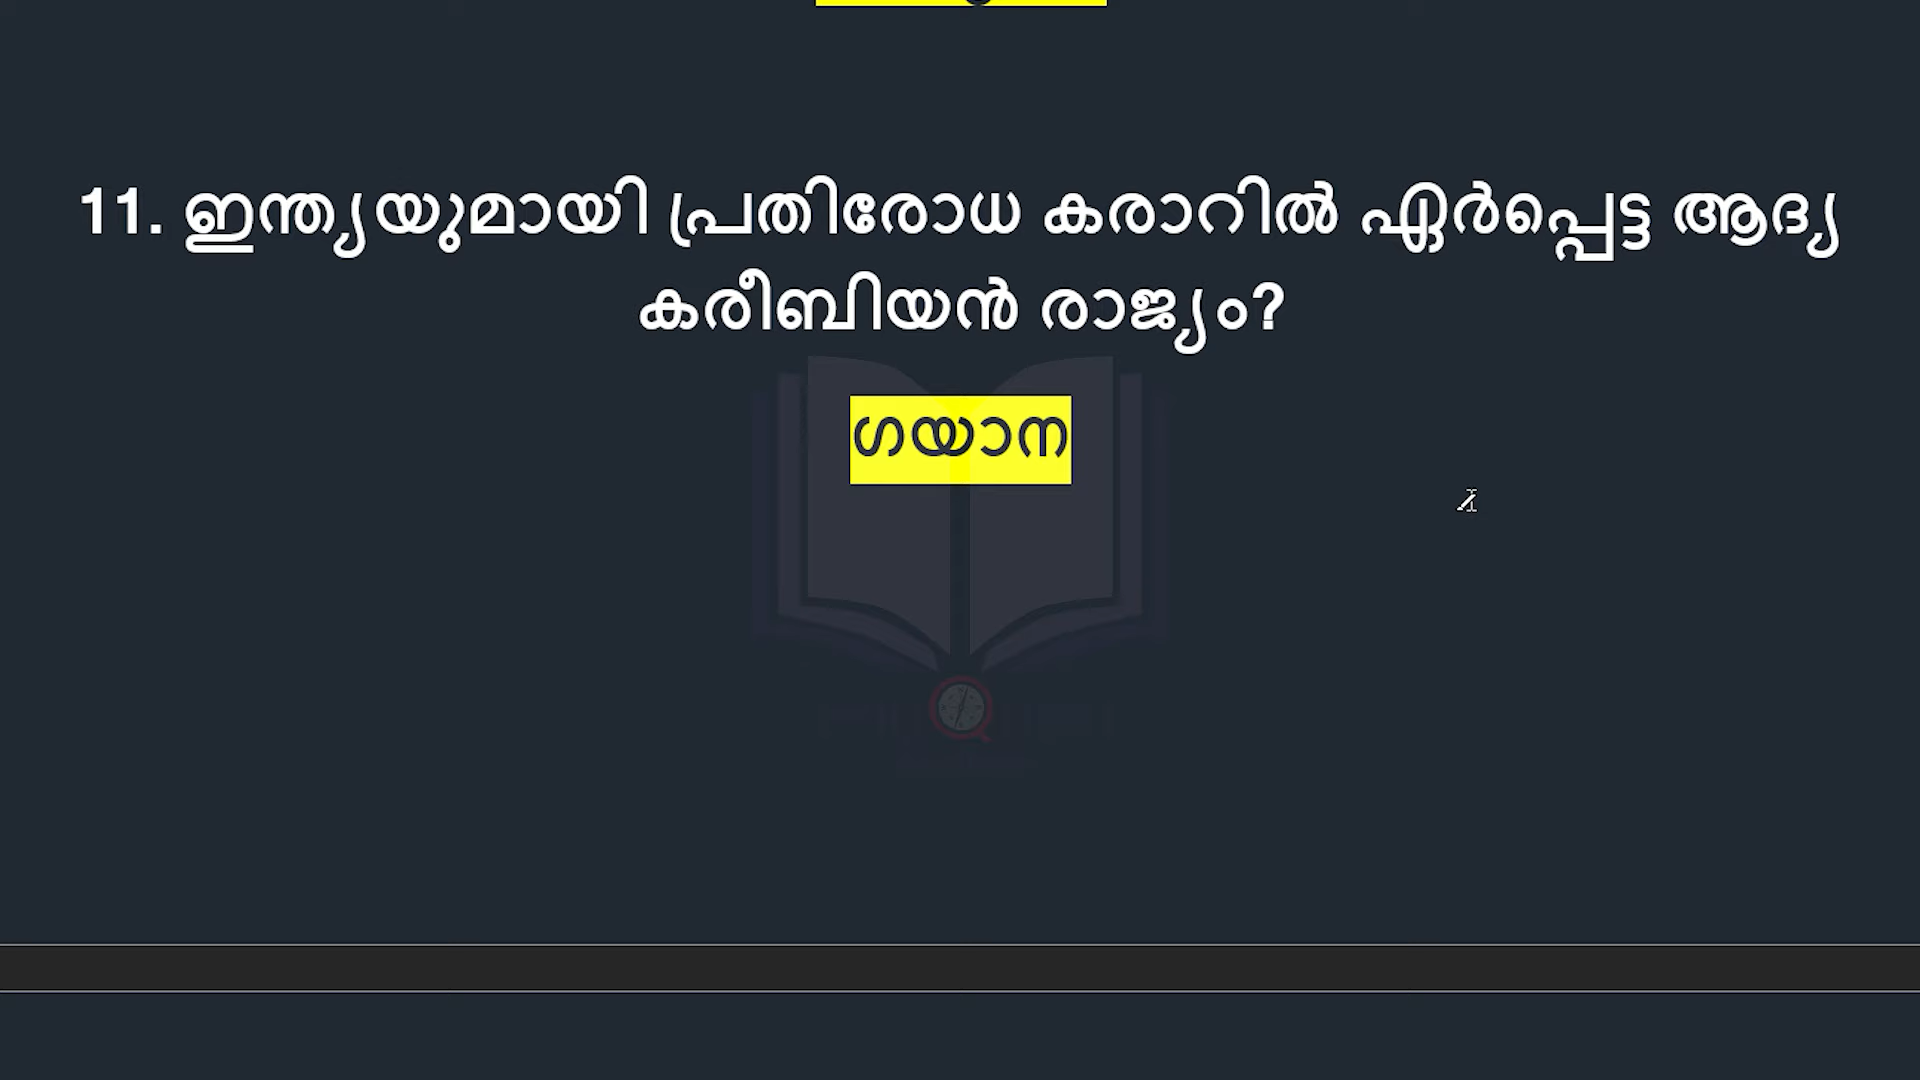 11. ഇന്ത്യയുമായി പ്രതിരോധ കരാറിൽ ഏർപ്പെട്ട ആദ്യ
കരീബിയൻ രാജ്യം?
ഗയാന